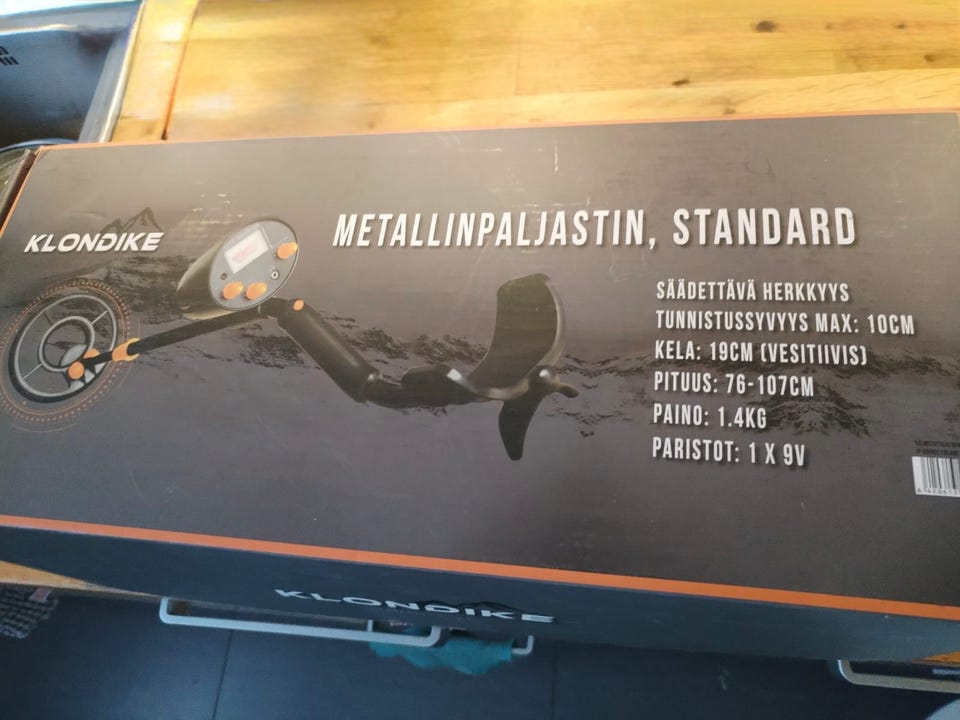 KLONDIKE
METALLINPALJASTIN, STANDARD
SÄÄDETTÄVÄ HERKKYYS
TUNNISTUSSYVYYS MAX: 10CM
KELA: 19CM (VESITIIVIS)
PITUUS: 76-107CM
PAINO: 1.4KG
PARISTOT: 1 X 9V
KLONDIKE